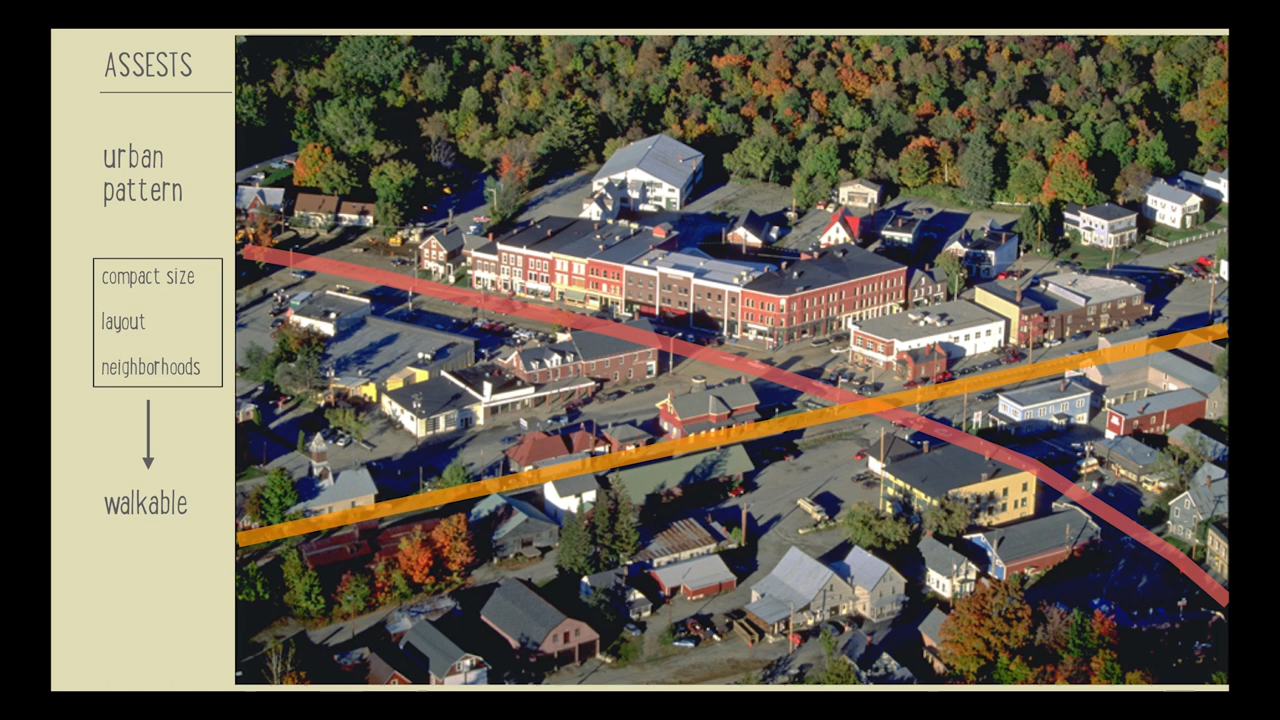 ASSESTS
urban
pattern
compact size
layout
neighborhoods
walkable